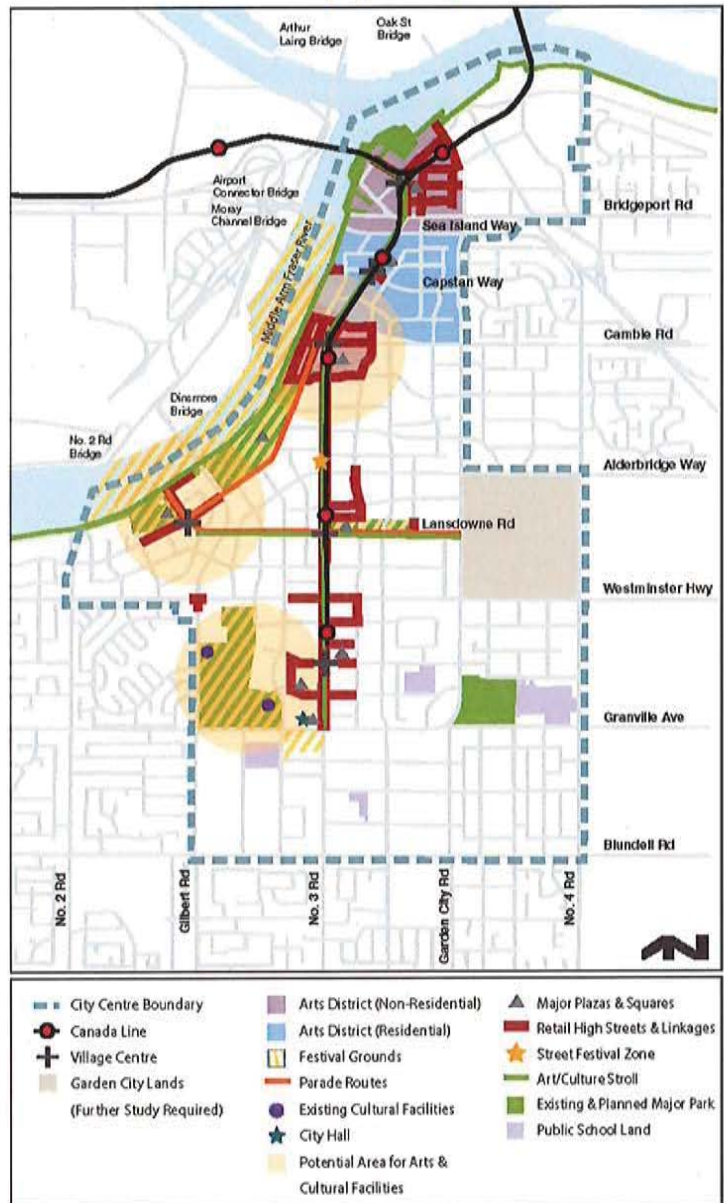 Arthur
Laing Bridge
Oak St
Bridge
Airport
Connector Bridge
Moray
Channel Bridge
Bridgeport Rd
Sea Island Way
Middle Arm Fraser River
Capstan Way
Cambie Rd
Dinsmore
Bridge
No. 2 Rd
Bridge
Alderbridge Way
Lansdowne Rd
Westminster Hwy
Granville Ave
Blundell Rd
No. 2 Rd
Gilbert Rd
No. 3 Rd
Garden City Rd
No. 4 Rd
City Centre Boundary
Canada Line
Village Centre
Garden City Lands
(Further Study Required)
Arts District (Non-Residential)
Arts District (Residential)
Festival Grounds
Parade Routes
Existing Cultural Facilities
City Hall
Potential Area for Arts &
Cultural Facilities
Major Plazas & Squares
Retail High Streets & Linkages
Street Festival Zone
Art/Culture Stroll
Existing & Planned Major Park
Public School Land